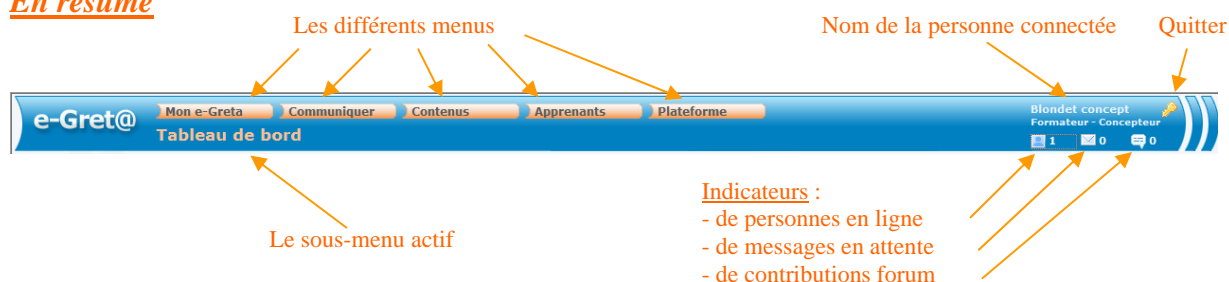 En résumé
Les différents menus
Nom de la personne connectée
Quitter
e-Gret@
Mon e-Greta
Communiquer
Contenus
Apprenants
Plateforme
Tableau de bord
Blondet concept
Formateur - Concepteur
1
0
0
Le sous-menu actif
Indicateurs :
- de personnes en ligne
- de messages en attente
- de contributions forum